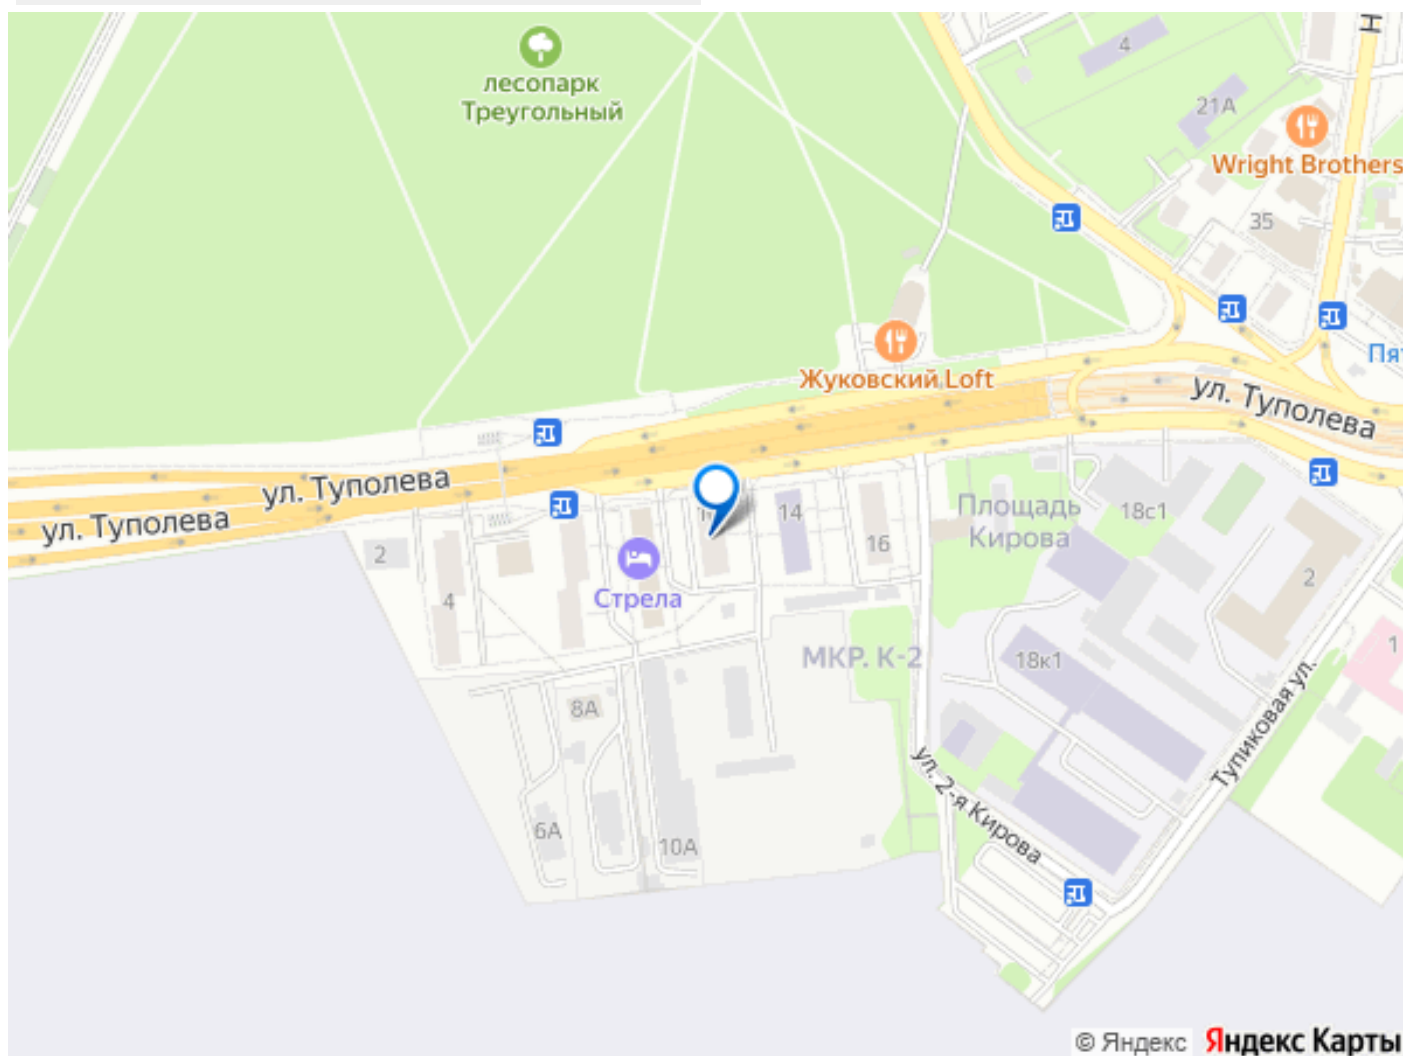 4
лесопарк
Треугольный
21А
Wright Brothers
35
Жуковский Loft
ул. Туполева
ул. Туполева
ул. Туполева
Площадь
Кирова
18с1
14
16
2
2
4
Стрела
МКР. К-2
18к1
1
8А
Тупиковая ул.
ул. 2-я Кирова
6А
10А
© Яндекс Яндекс Карты